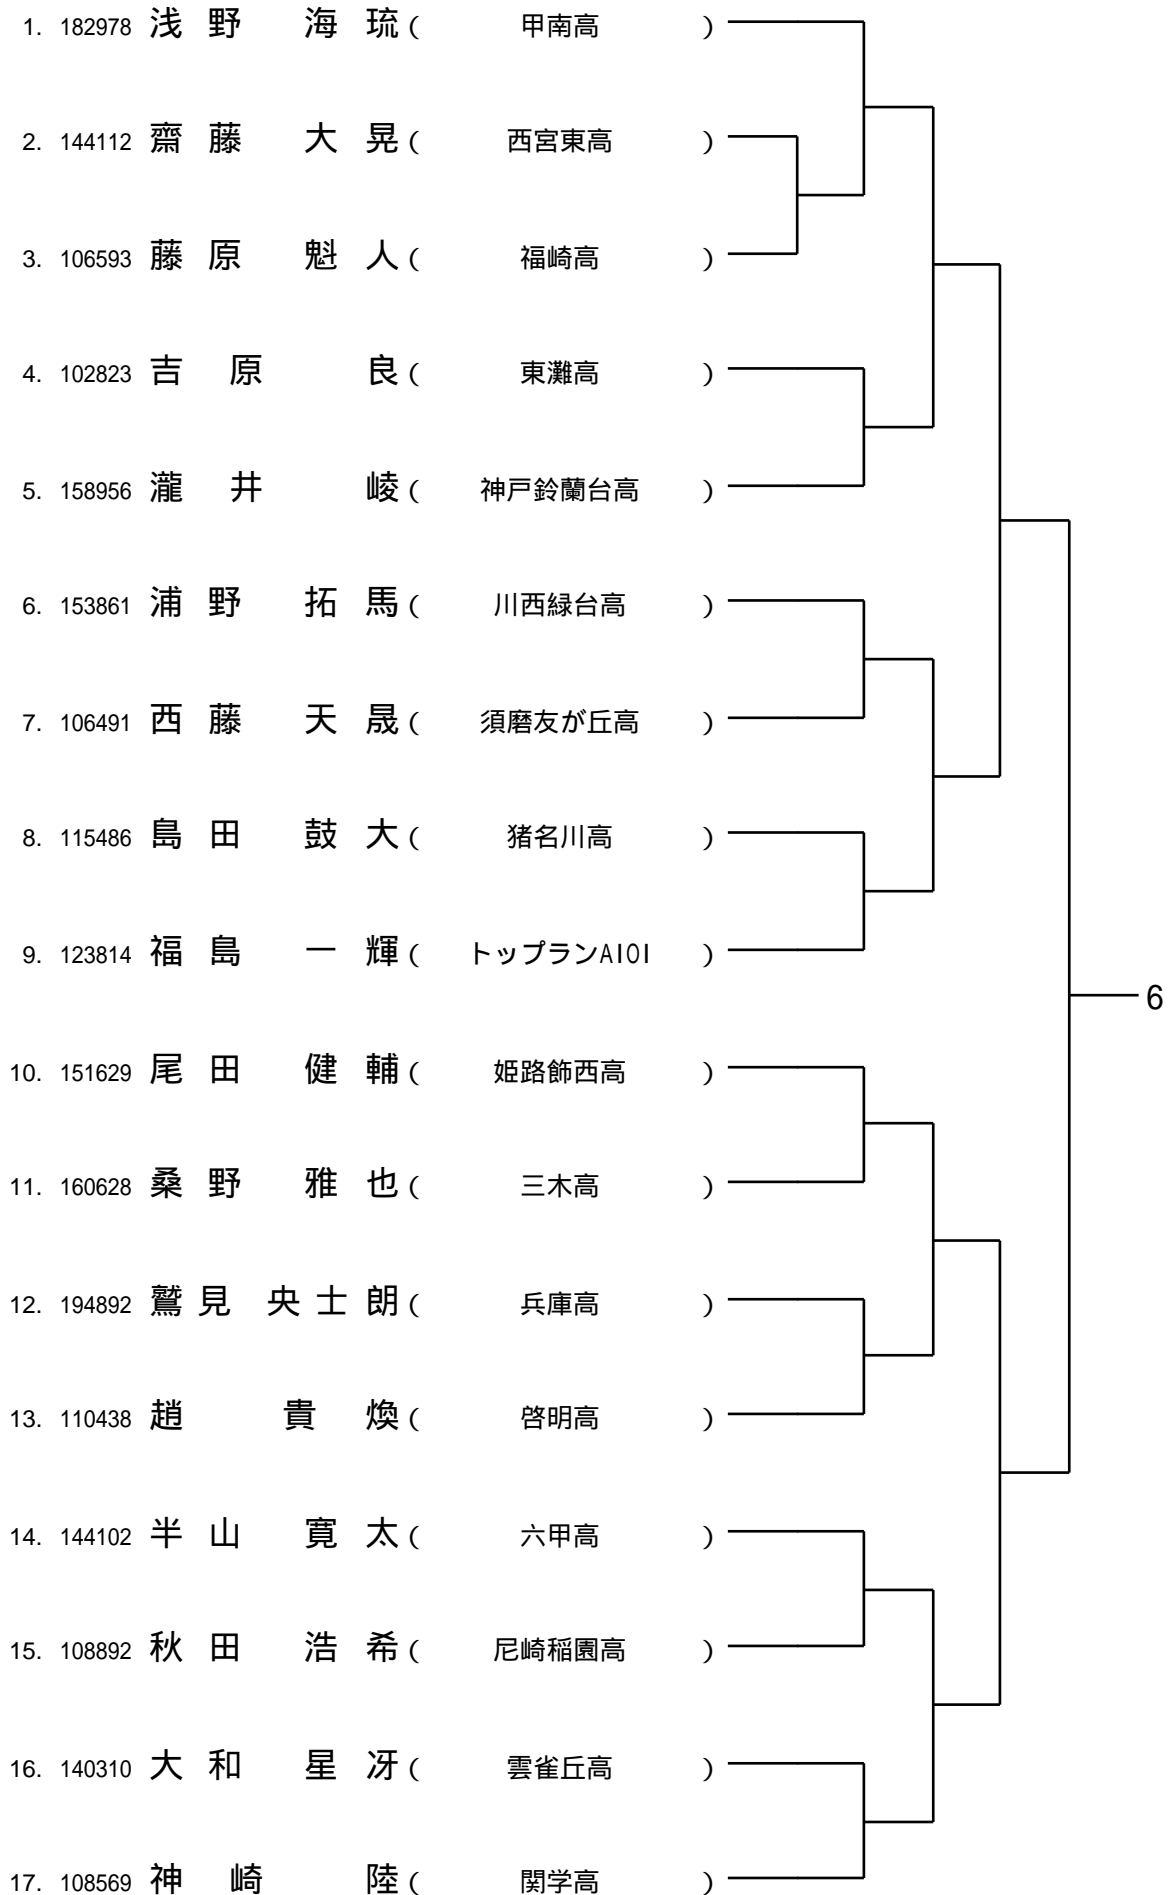 1. 182978 浅野 海琉 ( 甲南高 )
2. 144112 齋藤 大晃 ( 西宮東高 )
3. 106593 藤原 魁人 ( 福崎高 )
4. 102823 吉原 良 ( 東灘高 )
5. 158956 瀧井 崚 ( 神戸鈴蘭台高 )
6. 153861 浦野 拓馬 ( 川西緑台高 )
7. 106491 西藤 天晟 ( 須磨友が丘高 )
8. 115486 島田 鼓大 ( 猪名川高 )
9. 123814 福島 一輝 ( トップランAIOI )
6
10. 151629 尾田 健輔 ( 姫路飾西高 )
11. 160628 桑野 雅也 ( 三木高 )
12. 194892 鷲見 央士朗 ( 兵庫高 )
13. 110438 趙 貴煥 ( 啓明高 )
14. 144102 半山 寛太 ( 六甲高 )
15. 108892 秋田 浩希 ( 尼崎稲園高 )
16. 140310 大和 星冴 ( 雲雀丘高 )
17. 108569 神崎 陸 ( 関学高 )